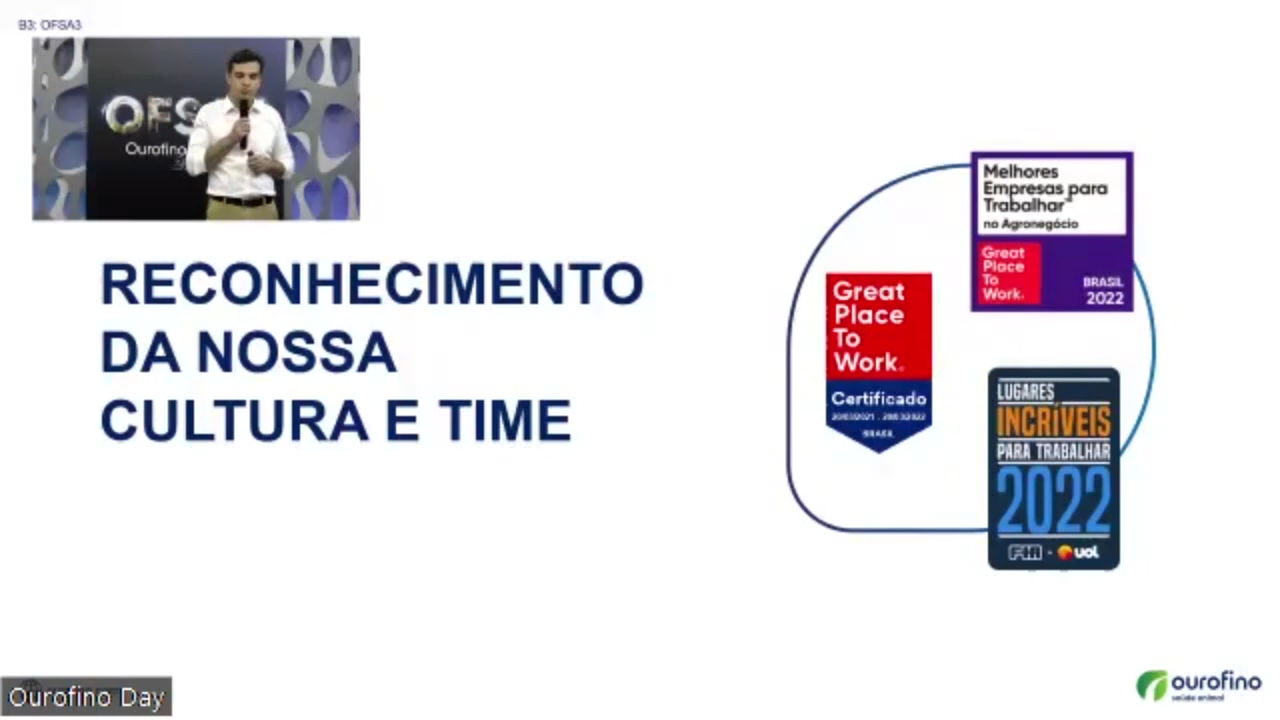 B3: OFSA3
OFS
Ourofino
RECONHECIMENTO
DA NOSSA
CULTURA E TIME
Melhores
Empresas para
Trabalhar™
no Agronegócio
Great
Place
To
Work.
BRASIL
2022
Great
Place
To
Work.
Certificado
BRASIL
LUGARES
INCRÍVEIS
PARA TRABALHAR
2022
FIA - uol
Ourofino Day
ourofino
saúde animal